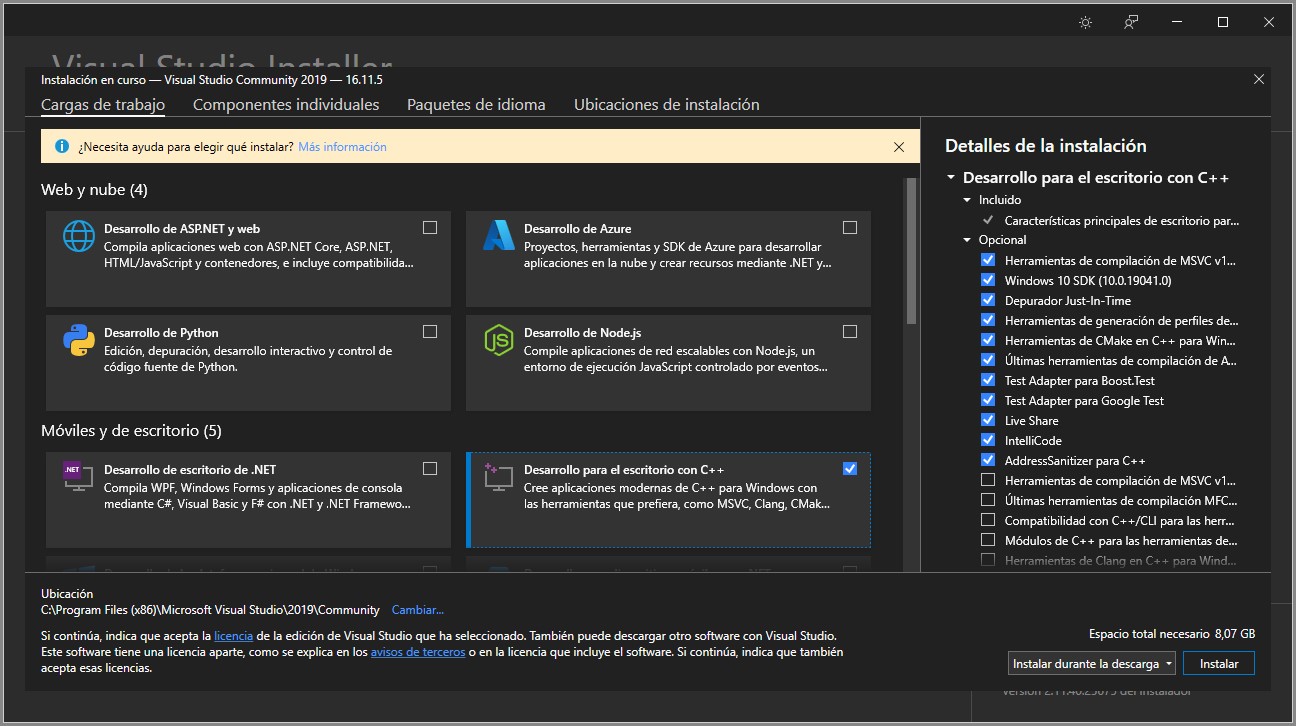 Visual Studio Installer
Instalación en curso — Visual Studio Community 2019 — 16.11.5
Cargas de trabajo
Componentes individuales
Paquetes de idioma
Ubicaciones de instalación
¿Necesita ayuda para elegir qué instalar? Más información
Web y nube (4)
Desarrollo de ASP.NET y web
Compila aplicaciones web con ASP.NET Core, ASP.NET,
HTML/JavaScript y contenedores, e incluye compatibilida...
Desarrollo de Azure
Proyectos, herramientas y SDK de Azure para desarrollar
aplicaciones en la nube y crear recursos mediante .NET y...
Desarrollo de Python
Edición, depuración, desarrollo interactivo y control de
código fuente de Python.
Desarrollo de Node.js
Compile aplicaciones de red escalables con Node.js, un
entorno de ejecución JavaScript controlado por eventos...
Móviles y de escritorio (5)
.NET
Desarrollo de escritorio de .NET
Compila WPF, Windows Forms y aplicaciones de consola
mediante C#, Visual Basic y F# con .NET y .NET Framewo...
Desarrollo para el escritorio con C++
Cree aplicaciones modernas de C++ para Windows con
las herramientas que prefiera, como MSVC, Clang, CMak...
Detalles de la instalación
Desarrollo para el escritorio con C++
Incluido
Características principales de escritorio par...
Opcional
Herramientas de compilación de MSVC v1...
Windows 10 SDK (10.0.19041.0)
Depurador Just-In-Time
Herramientas de generación de perfiles de...
Herramientas de CMake en C++ para Win...
Últimas herramientas de compilación de A...
Test Adapter para Boost.Test
Test Adapter para Google Test
Live Share
IntelliCode
AddressSanitizer para C++
Herramientas de compilación de MSVC v1...
Últimas herramientas de compilación MFC...
Compatibilidad con C++/CLI para las herr...
Módulos de C++ para las herramientas de...
Herramientas de Clang en C++ para Wind...
Ubicación
C:\Program Files (x86)\Microsoft Visual Studio\2019\Community Cambiar...
Si continúa, indica que acepta la licencia de la edición de Visual Studio que ha seleccionado. También puede descargar otro software con Visual Studio.
Este software tiene una licencia aparte, como se explica en los avisos de terceros o en la licencia que incluye el software. Si continúa, indica que también
acepta esas licencias.
Espacio total necesario 8,07 GB
Instalar durante la descarga
Instalar
del instalador